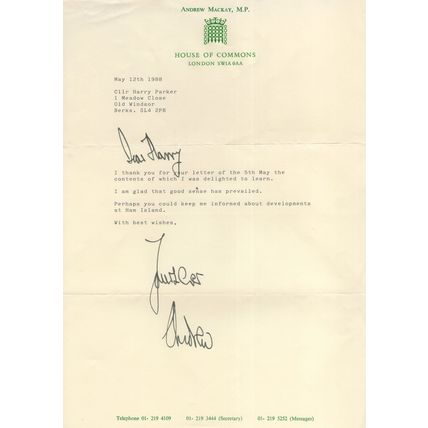 ANDREW MACKAY, M.P.
HOUSE OF COMMONS
LONDON SW1A 0AA
May 12th 1988
Cllr Harry Parker
1 Meadow Close
Old Windsor
Berks. SL4 2PB
Dear Harry
I thank you for your letter of the 5th May the
contents of which I was delighted to learn.
I am glad that good sense has prevailed.
Perhaps you could keep me informed about developments
at Ham Island.
With best wishes,
Andrew
Telephone 01- 219 4109 01- 219 3444 (Secretary) 01- 219 5252 (Messages)